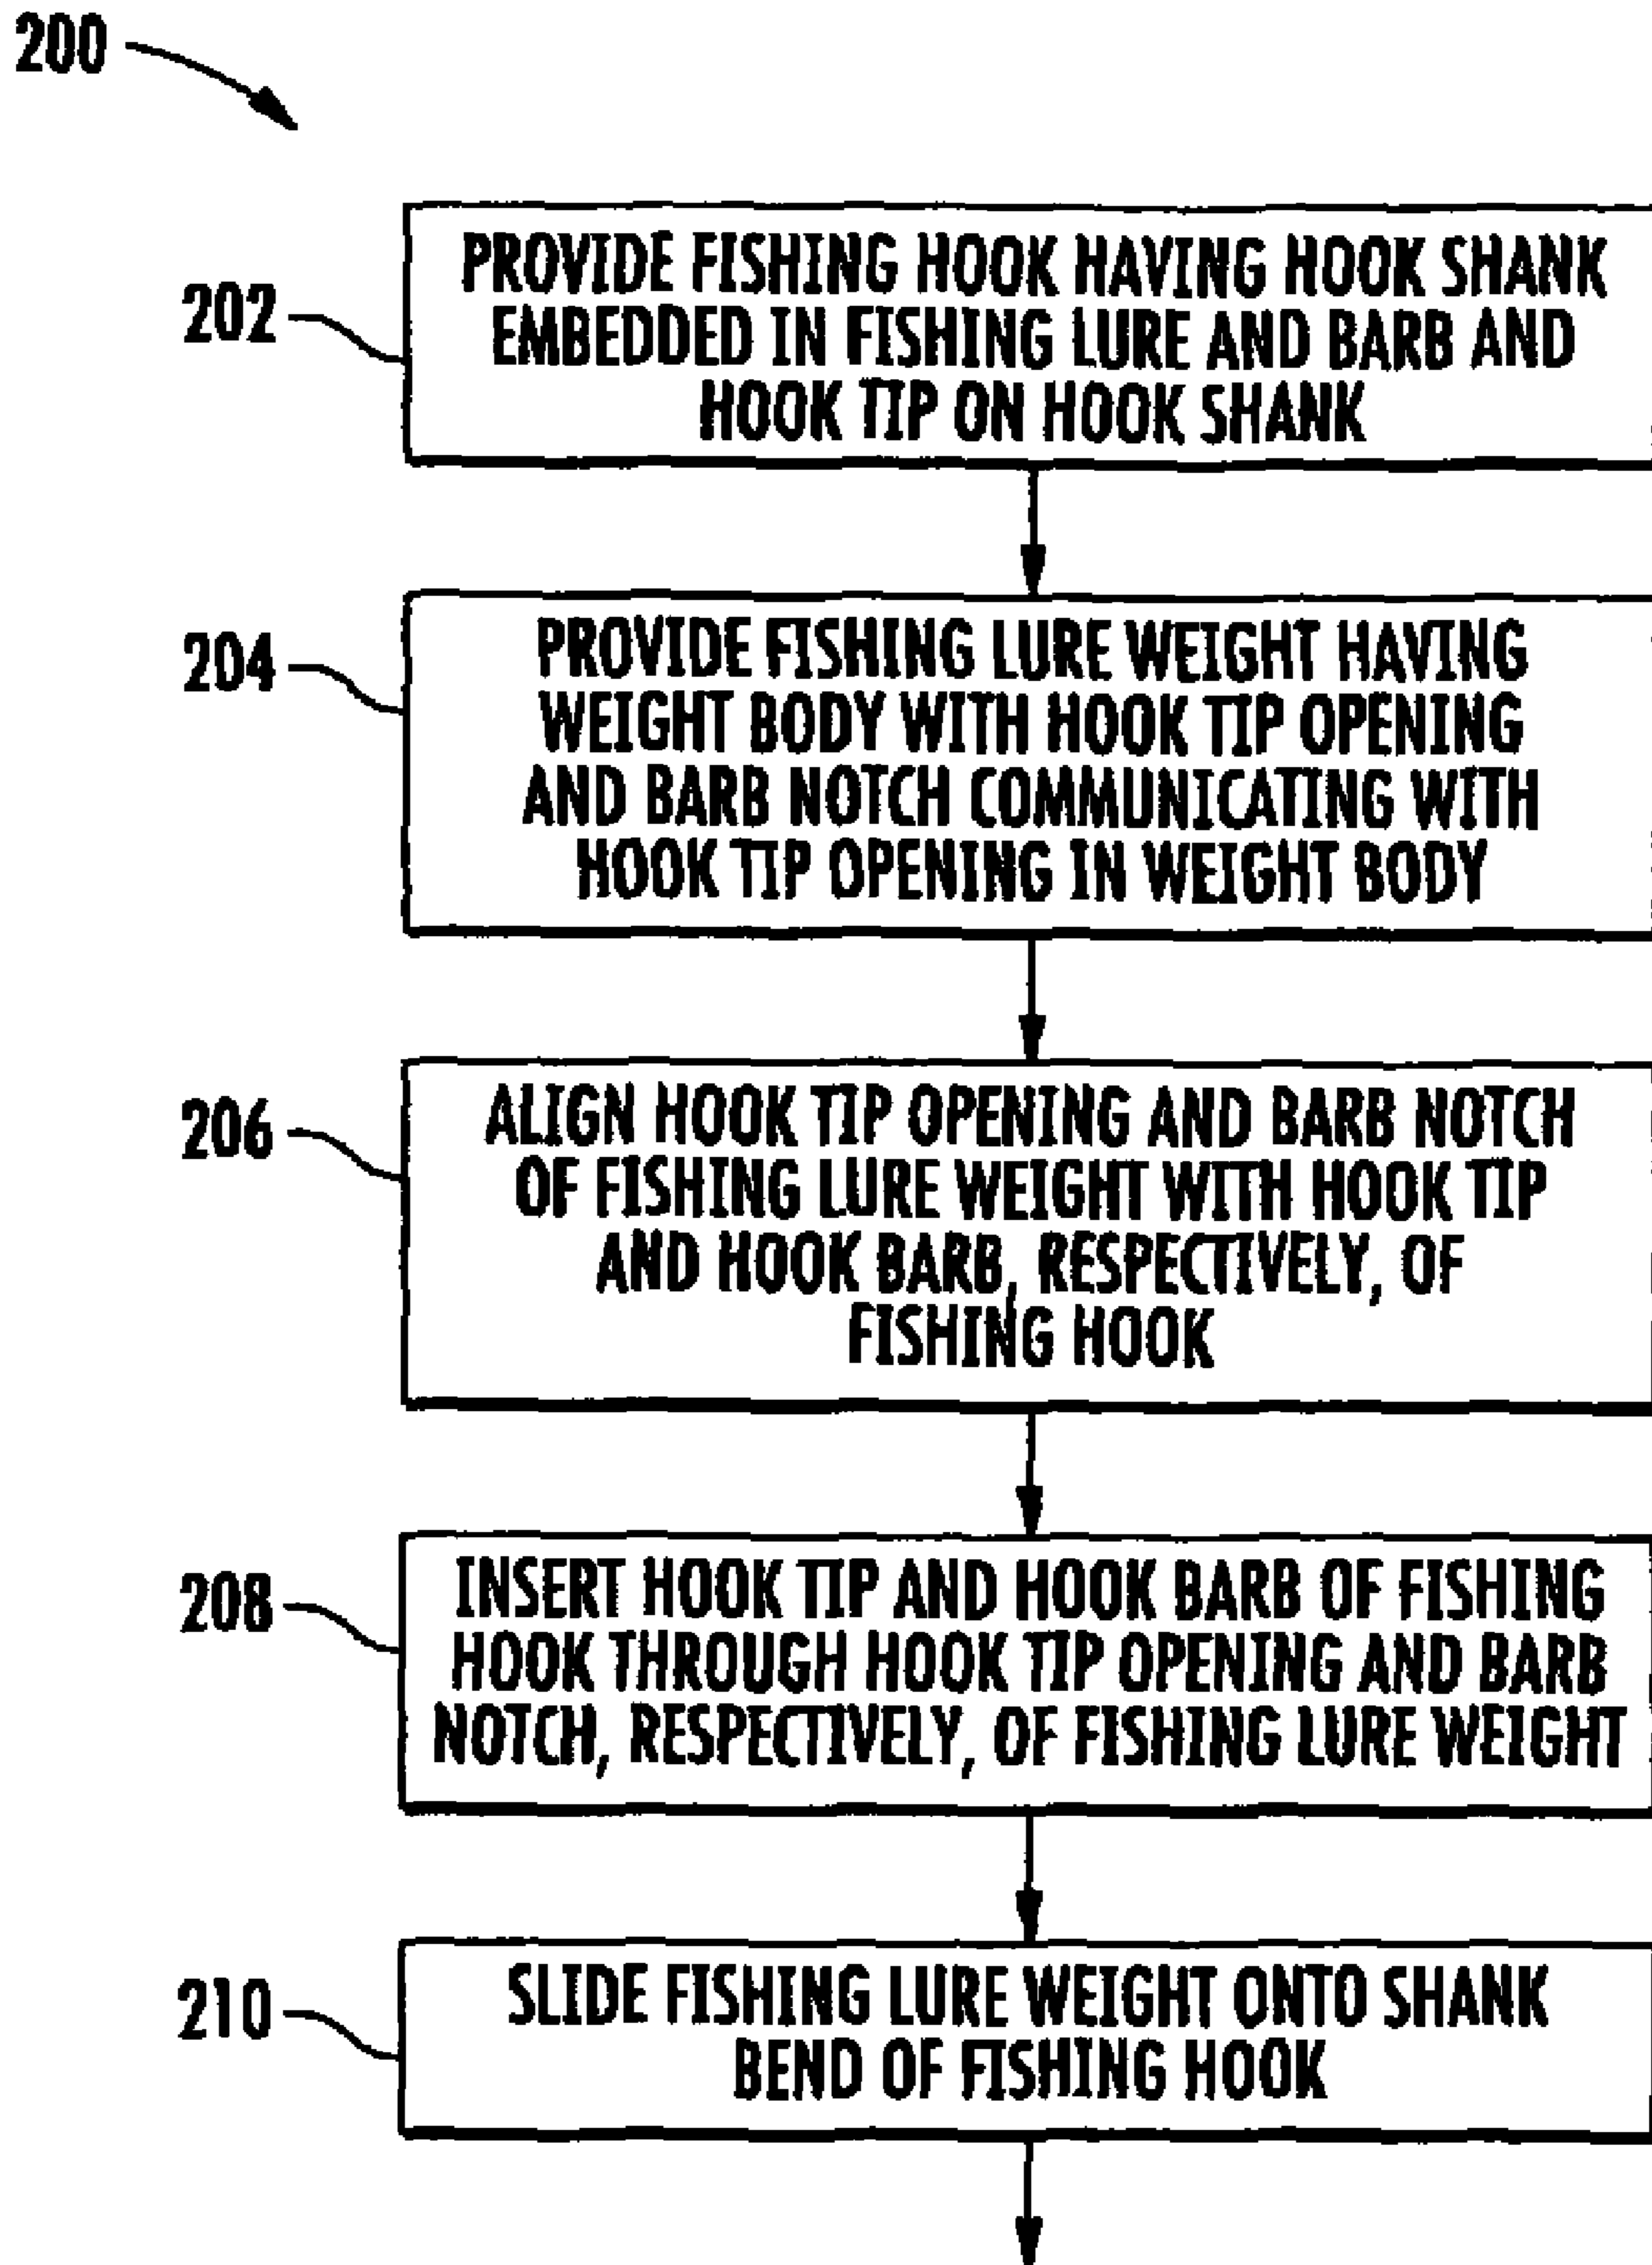 200
202
PROVIDE FISHING HOOK HAVING HOOK SHANK
EMBEDDED IN FISHING LURE AND BARB AND
HOOK TIP ON HOOK SHANK
204
PROVIDE FISHING LURE WEIGHT HAVING
WEIGHT BODY WITH HOOK TIP OPENING
AND BARB NOTCH COMMUNICATING WITH
HOOK TIP OPENING IN WEIGHT BODY
206
ALIGN HOOK TIP OPENING AND BARB NOTCH
OF FISHING LURE WEIGHT WITH HOOK TIP
AND HOOK BARB, RESPECTIVELY, OF
FISHING HOOK
208
INSERT HOOK TIP AND HOOK BARB OF FISHING
HOOK THROUGH HOOK TIP OPENING AND BARB
NOTCH, RESPECTIVELY, OF FISHING LURE WEIGHT
210
SLIDE FISHING LURE WEIGHT ONTO SHANK
BEND OF FISHING HOOK